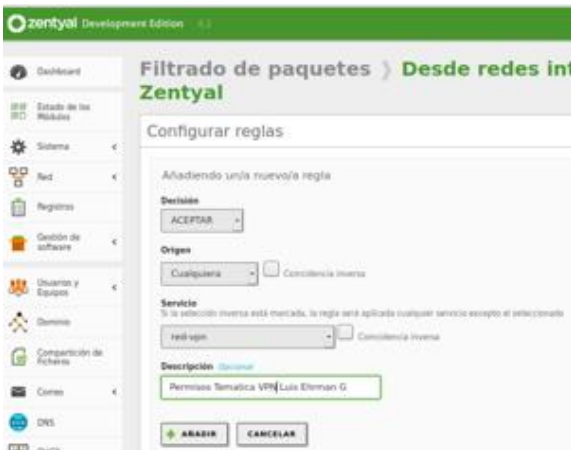 zentyal Development Edition
Dashboard
Filtrado de paquetes ⟩ Desde redes int
Zentyal
Estado de los
Módulos
Configurar reglas
Sistema
Red
Añadiendo un/a nuevo/a regla
Registros
Decisión
ACEPTAR
Gestión de
software
Origen
Cualquiera
Coincidencia inversa
Usuarios y
Equipos
Servicio
Si la selección inversa está marcada, la regla será aplicada cualquier servicio excepto el seleccionado
Dominio
red-vpn
Coincidencia inversa
Compartición de
ficheros
Descripción Opcional
Permisos Tematica VPN Luis Ehrman G
Correo
DNS
AÑADIR
CANCELAR